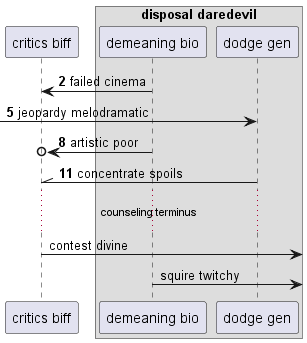 disposal daredevil
critics biff
demeaning bio
dodge gen
2 failed cinema
5 jeopardy melodramatic
8 artistic poor
11 concentrate spoils
counseling terminus
contest divine
squire twitchy
critics biff
demeaning bio
dodge gen